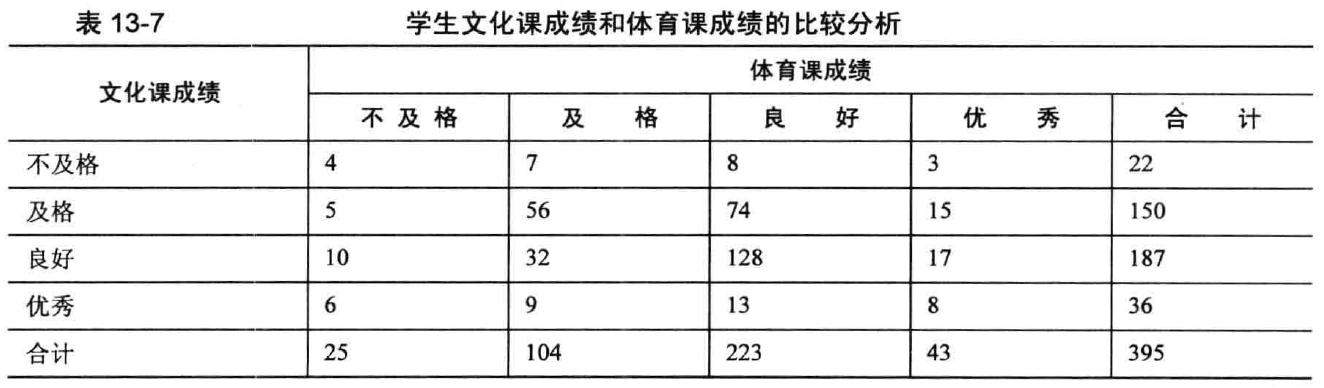 表 13-7 学生文化课成绩和体育课成绩的比较分析
文化课成绩 体育课成绩
不及格 及格 良好 优秀 合计
不及格 4 7 8 3 22
及格 5 56 74 15 150
良好 10 32 128 17 187
优秀 6 9 13 8 36
合计 25 104 223 43 395